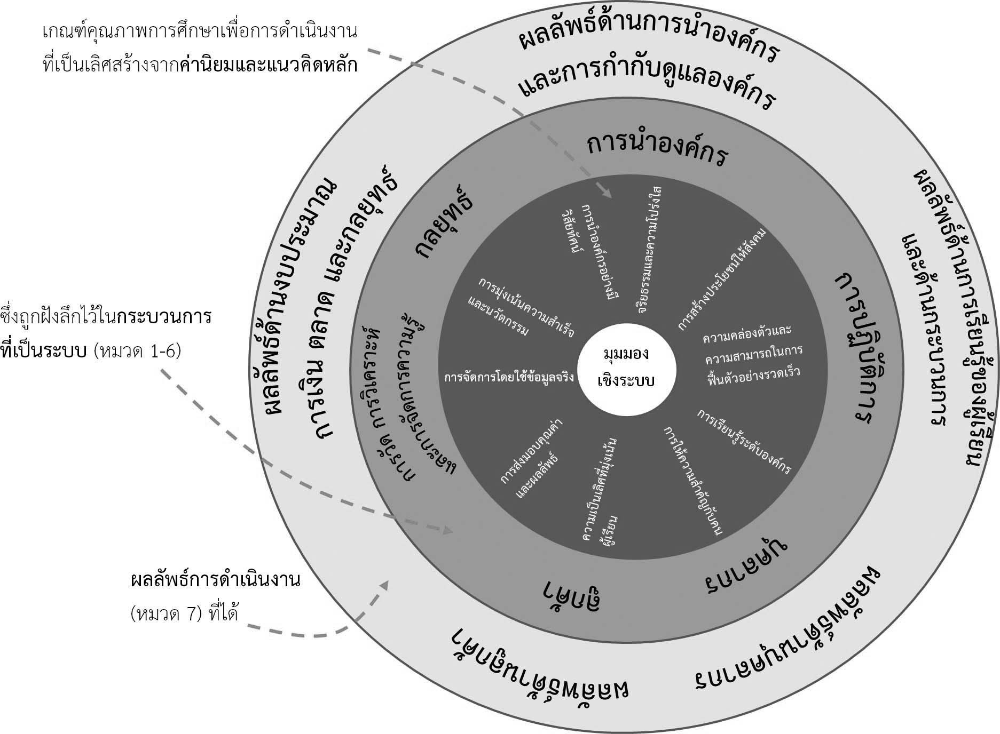 เกณฑ์คุณภาพการศึกษาเพื่อการดำเนินงาน
ที่เป็นเลิศสร้างจากค่านิยมและแนวคิดหลัก
ซึ่งถูกฝังลึกไว้ในกระบวนการ
ที่เป็นระบบ (หมวด 1-6)
ผลลัพธ์การดำเนินงาน
(หมวด 7) ที่ได้
ผลลัพธ์ด้านการนำองค์กร
และการกำกับดูแลองค์กร
ผลลัพธ์ด้านการเรียนรู้ของผู้เรียน
และด้านกระบวนการ
ผลลัพธ์ด้านบุคลากร
ผลลัพธ์ด้านลูกค้า
ผลลัพธ์ด้านงบประมาณ
การเงิน ตลาด และกลยุทธ์
การนำองค์กร
การปฏิบัติการ
บุคลากร
ลูกค้า
การวัด การวิเคราะห์
และการจัดการความรู้
กลยุทธ์
การนำองค์กรอย่างมี
วิสัยทัศน์
จริยธรรมและความโปร่งใส
การสร้างประโยชน์ให้สังคม
ความคล่องตัวและ
ความสามารถในการ
ฟื้นตัวอย่างรวดเร็ว
การเรียนรู้ระดับองค์กร
การให้ความสำคัญกับคน
ความเป็นเลิศที่มุ่งเน้น
ผู้เรียน
การส่งมอบคุณค่า
และผลลัพธ์
การจัดการโดยใช้ข้อมูลจริง
การมุ่งเน้นความสำเร็จ
และนวัตกรรม
มุมมอง
เชิงระบบ